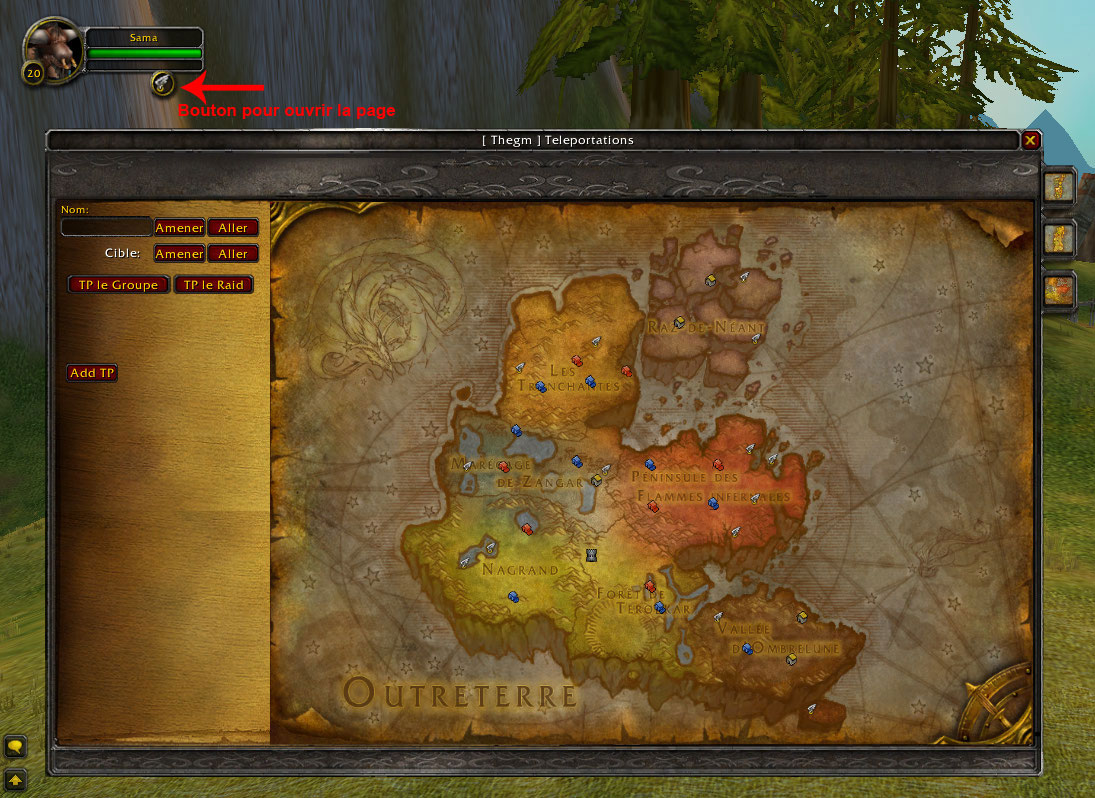 Sama
20
Bouton pour ouvrir la page
[ Thegm ] Teleportations
Nom:
Amener Aller
Cible: Amener Aller
TP le Groupe TP le Raid
Add TP
Raz-de-Néant
Les
Tranchantes
Marécage
de Zangar
Péninsule des
Flammes infernales
Nagrand
Forêt de
Terokkar
Vallée
d'Ombrelune
Outreterre